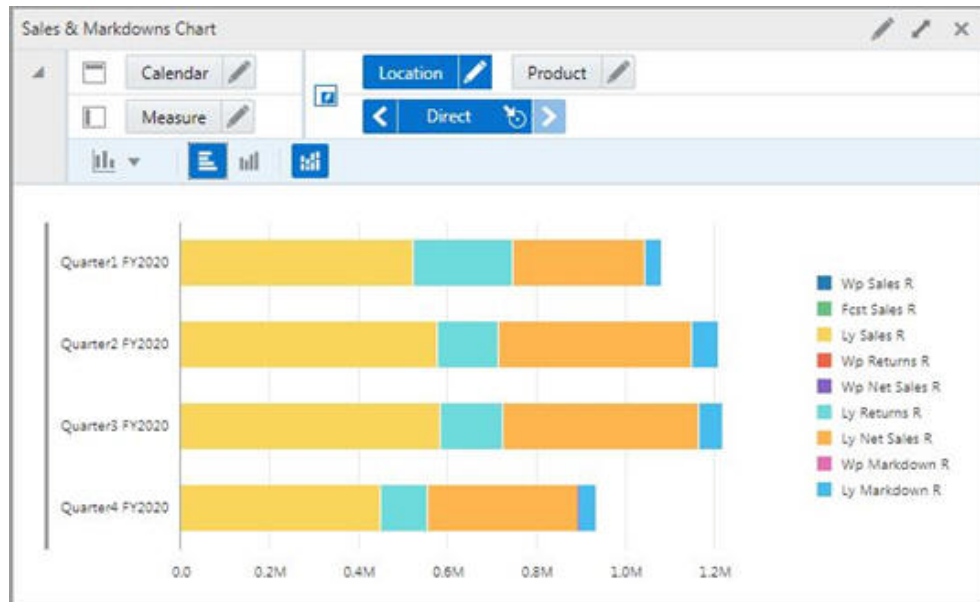 Sales & Markdowns Chart
Calendar
Location
Product
Measure
Direct
Quarter1 FY2020
Quarter2 FY2020
Quarter3 FY2020
Quarter4 FY2020
0.0 0.2M 0.4M 0.6M 0.8M 1.0M 1.2M
Wp Sales R
Fcst Sales R
Ly Sales R
Wp Returns R
Wp Net Sales R
Ly Returns R
Ly Net Sales R
Wp Markdown R
Ly Markdown R